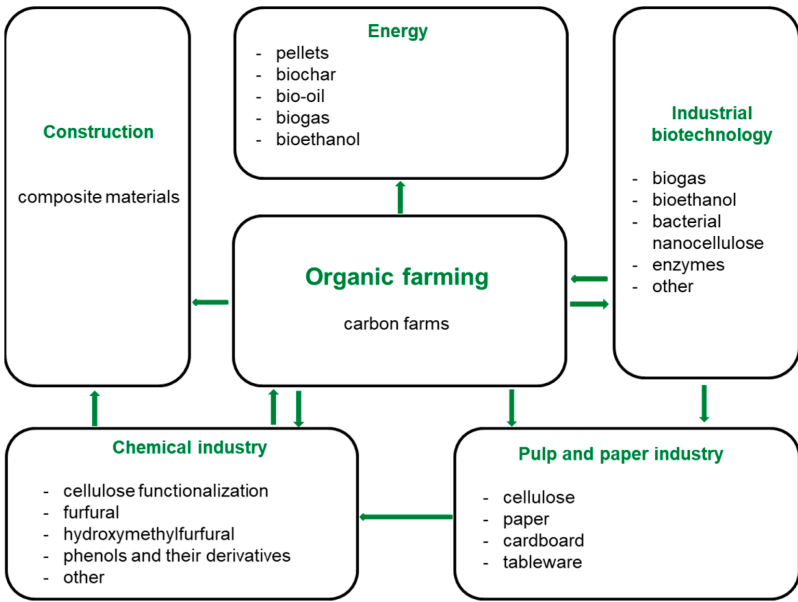 Energy
- pellets
- biochar
- bio-oil
- biogas
- bioethanol
Construction
composite materials
Industrial
biotechnology
- biogas
- bioethanol
- bacterial
nanocellulose
- enzymes
- other
Organic farming
carbon farms
Chemical industry
- cellulose functionalization
- furfural
- hydroxymethylfurfural
- phenols and their derivatives
- other
Pulp and paper industry
- cellulose
- paper
- cardboard
- tableware